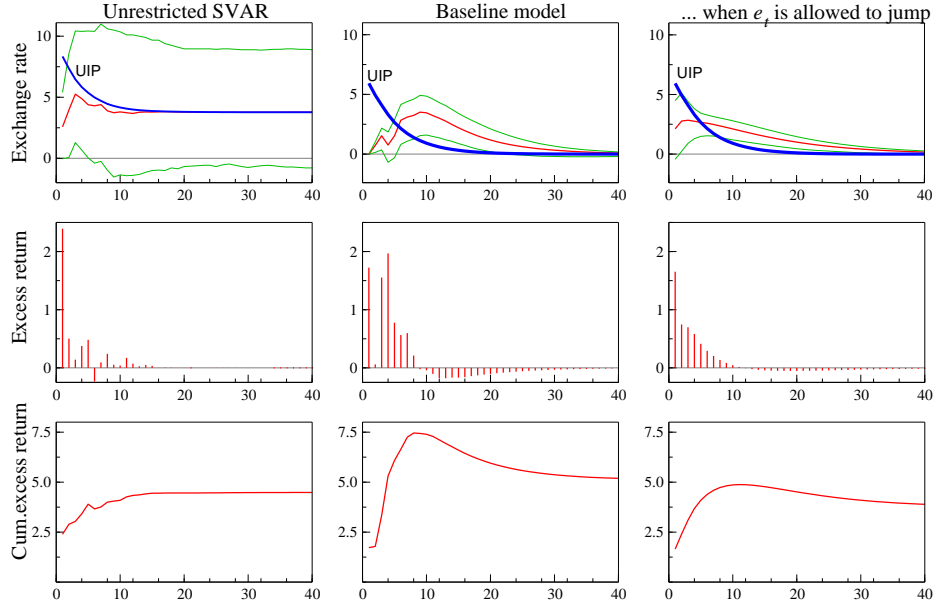 Unrestricted SVAR
Baseline model
... when e_t is allowed to jump
Exchange rate
10
5
0
UIP
0 10 20 30 40
10
5
0
UIP
0 10 20 30 40
10
5
0
UIP
0 10 20 30 40
Excess return
2
1
0
0 10 20 30 40
2
1
0
0 10 20 30 40
2
1
0
0 10 20 30 40
Cum.excess return
7.5
5.0
2.5
0 10 20 30 40
7.5
5.0
2.5
0 10 20 30 40
7.5
5.0
2.5
0 10 20 30 40